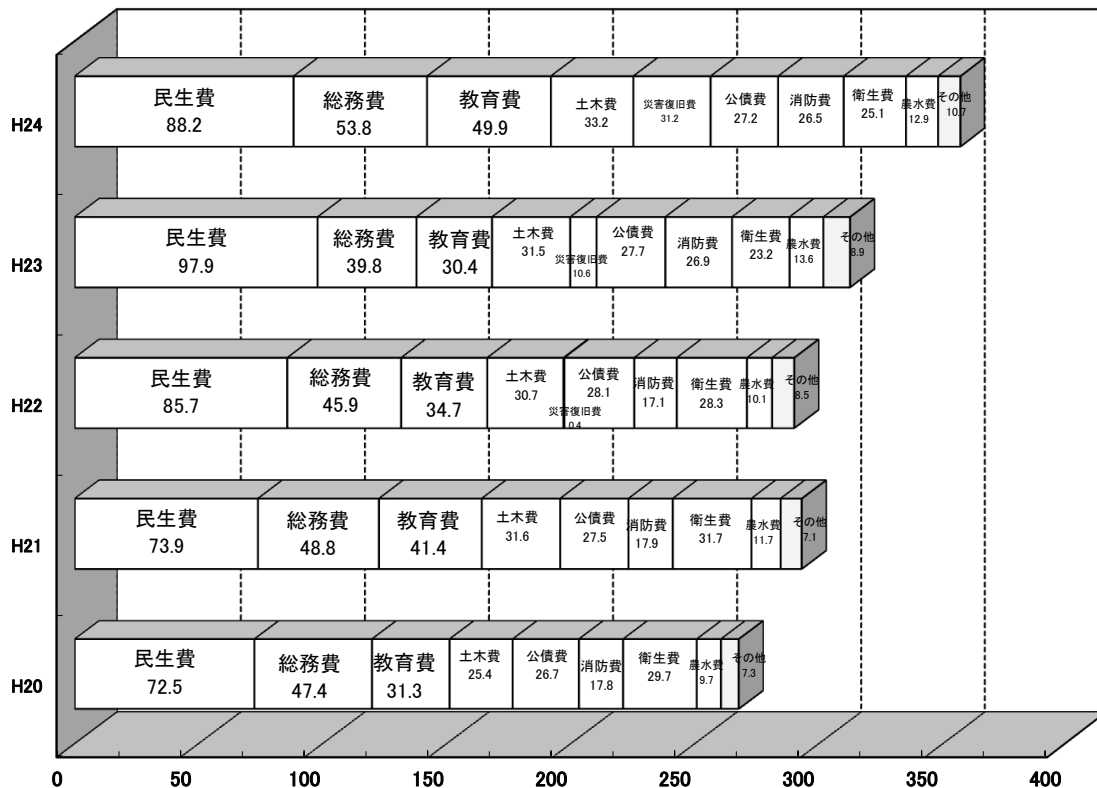 H24
民生費
88.2
総務費
53.8
教育費
49.9
土木費
33.2
災害復旧費
31.2
公債費
27.2
消防費
26.5
衛生費
25.1
農水費
12.9
その他
10.7
H23
民生費
97.9
総務費
39.8
教育費
30.4
土木費
31.5
災害復旧費
10.6
公債費
27.7
消防費
26.9
衛生費
23.2
農水費
13.6
その他
8.9
H22
民生費
85.7
総務費
45.9
教育費
34.7
土木費
30.7
災害復旧費
0.4
公債費
28.1
消防費
17.1
衛生費
28.3
農水費
10.1
その他
8.5
H21
民生費
73.9
総務費
48.8
教育費
41.4
土木費
31.6
公債費
27.5
消防費
17.9
衛生費
31.7
農水費
11.7
その他
7.1
H20
民生費
72.5
総務費
47.4
教育費
31.3
土木費
25.4
公債費
26.7
消防費
17.8
衛生費
29.7
農水費
9.7
その他
7.3
0 50 100 150 200 250 300 350 400